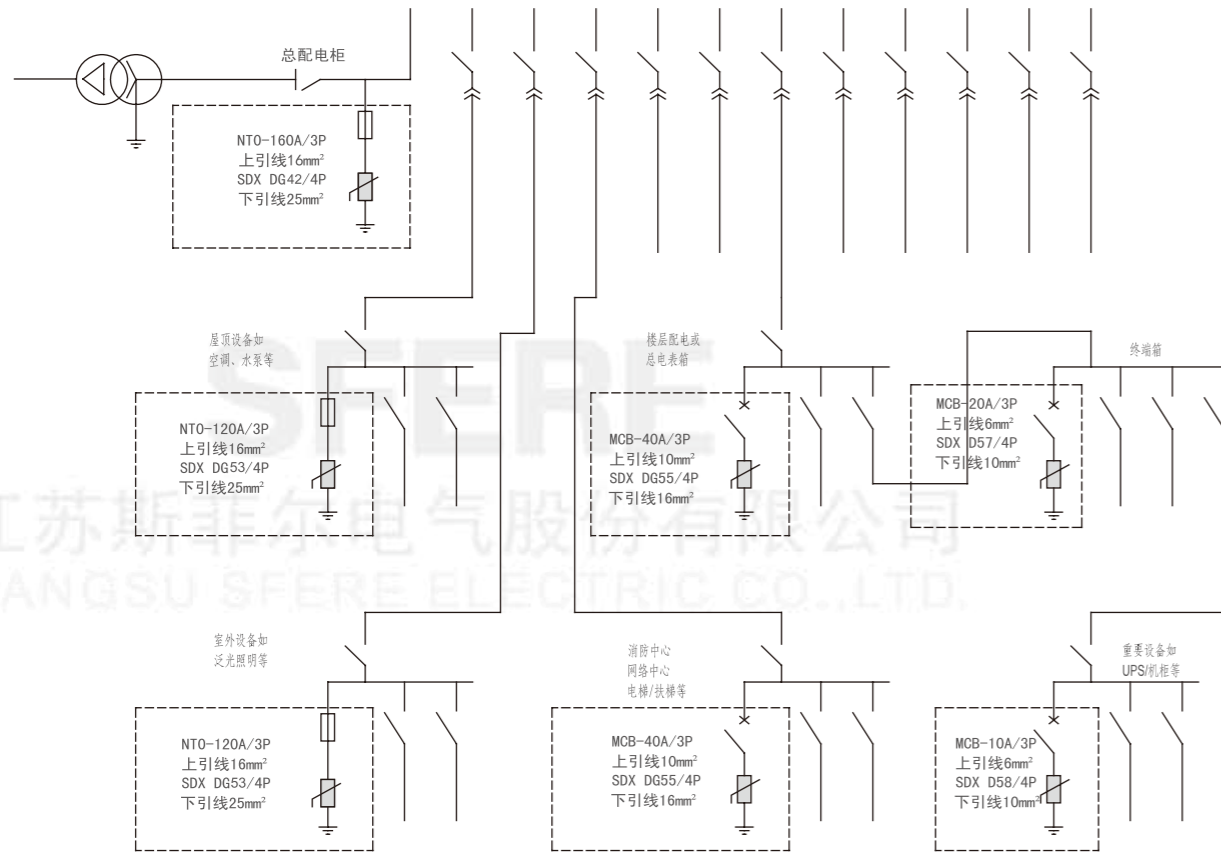 总配电柜
NT0-160A/3P
上引线16mm²
SDX DG42/4P
下引线25mm²
屋顶设备如
空调、水泵等
NT0-120A/3P
上引线16mm²
SDX DG53/4P
下引线25mm²
楼层配电或
总电表箱
MCB-40A/3P
上引线10mm²
SDX DG55/4P
下引线16mm²
终端箱
MCB-20A/3P
上引线6mm²
SDX D57/4P
下引线10mm²
SFERE
江苏斯菲尔电气股份有限公司
JIANGSU SFERE ELECTRIC CO.,LTD.
室外设备如
泛光照明等
NT0-120A/3P
上引线16mm²
SDX DG53/4P
下引线25mm²
消防中心
网络中心
电梯/扶梯等
MCB-40A/3P
上引线10mm²
SDX DG55/4P
下引线16mm²
重要设备如
UPS/机柜等
MCB-10A/3P
上引线6mm²
SDX D58/4P
下引线10mm²